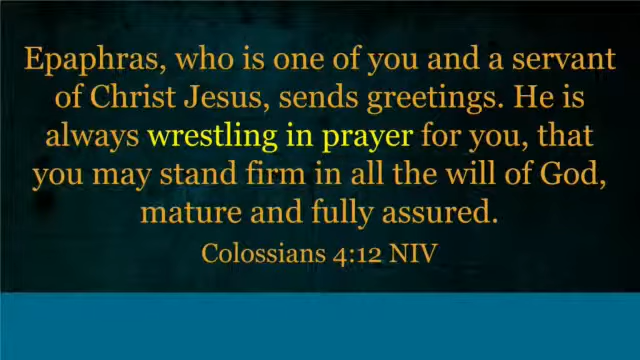 Epaphras, who is one of you and a servant
of Christ Jesus, sends greetings. He is
always wrestling in prayer for you, that
you may stand firm in all the will of God,
mature and fully assured.
Colossians 4:12 NIV